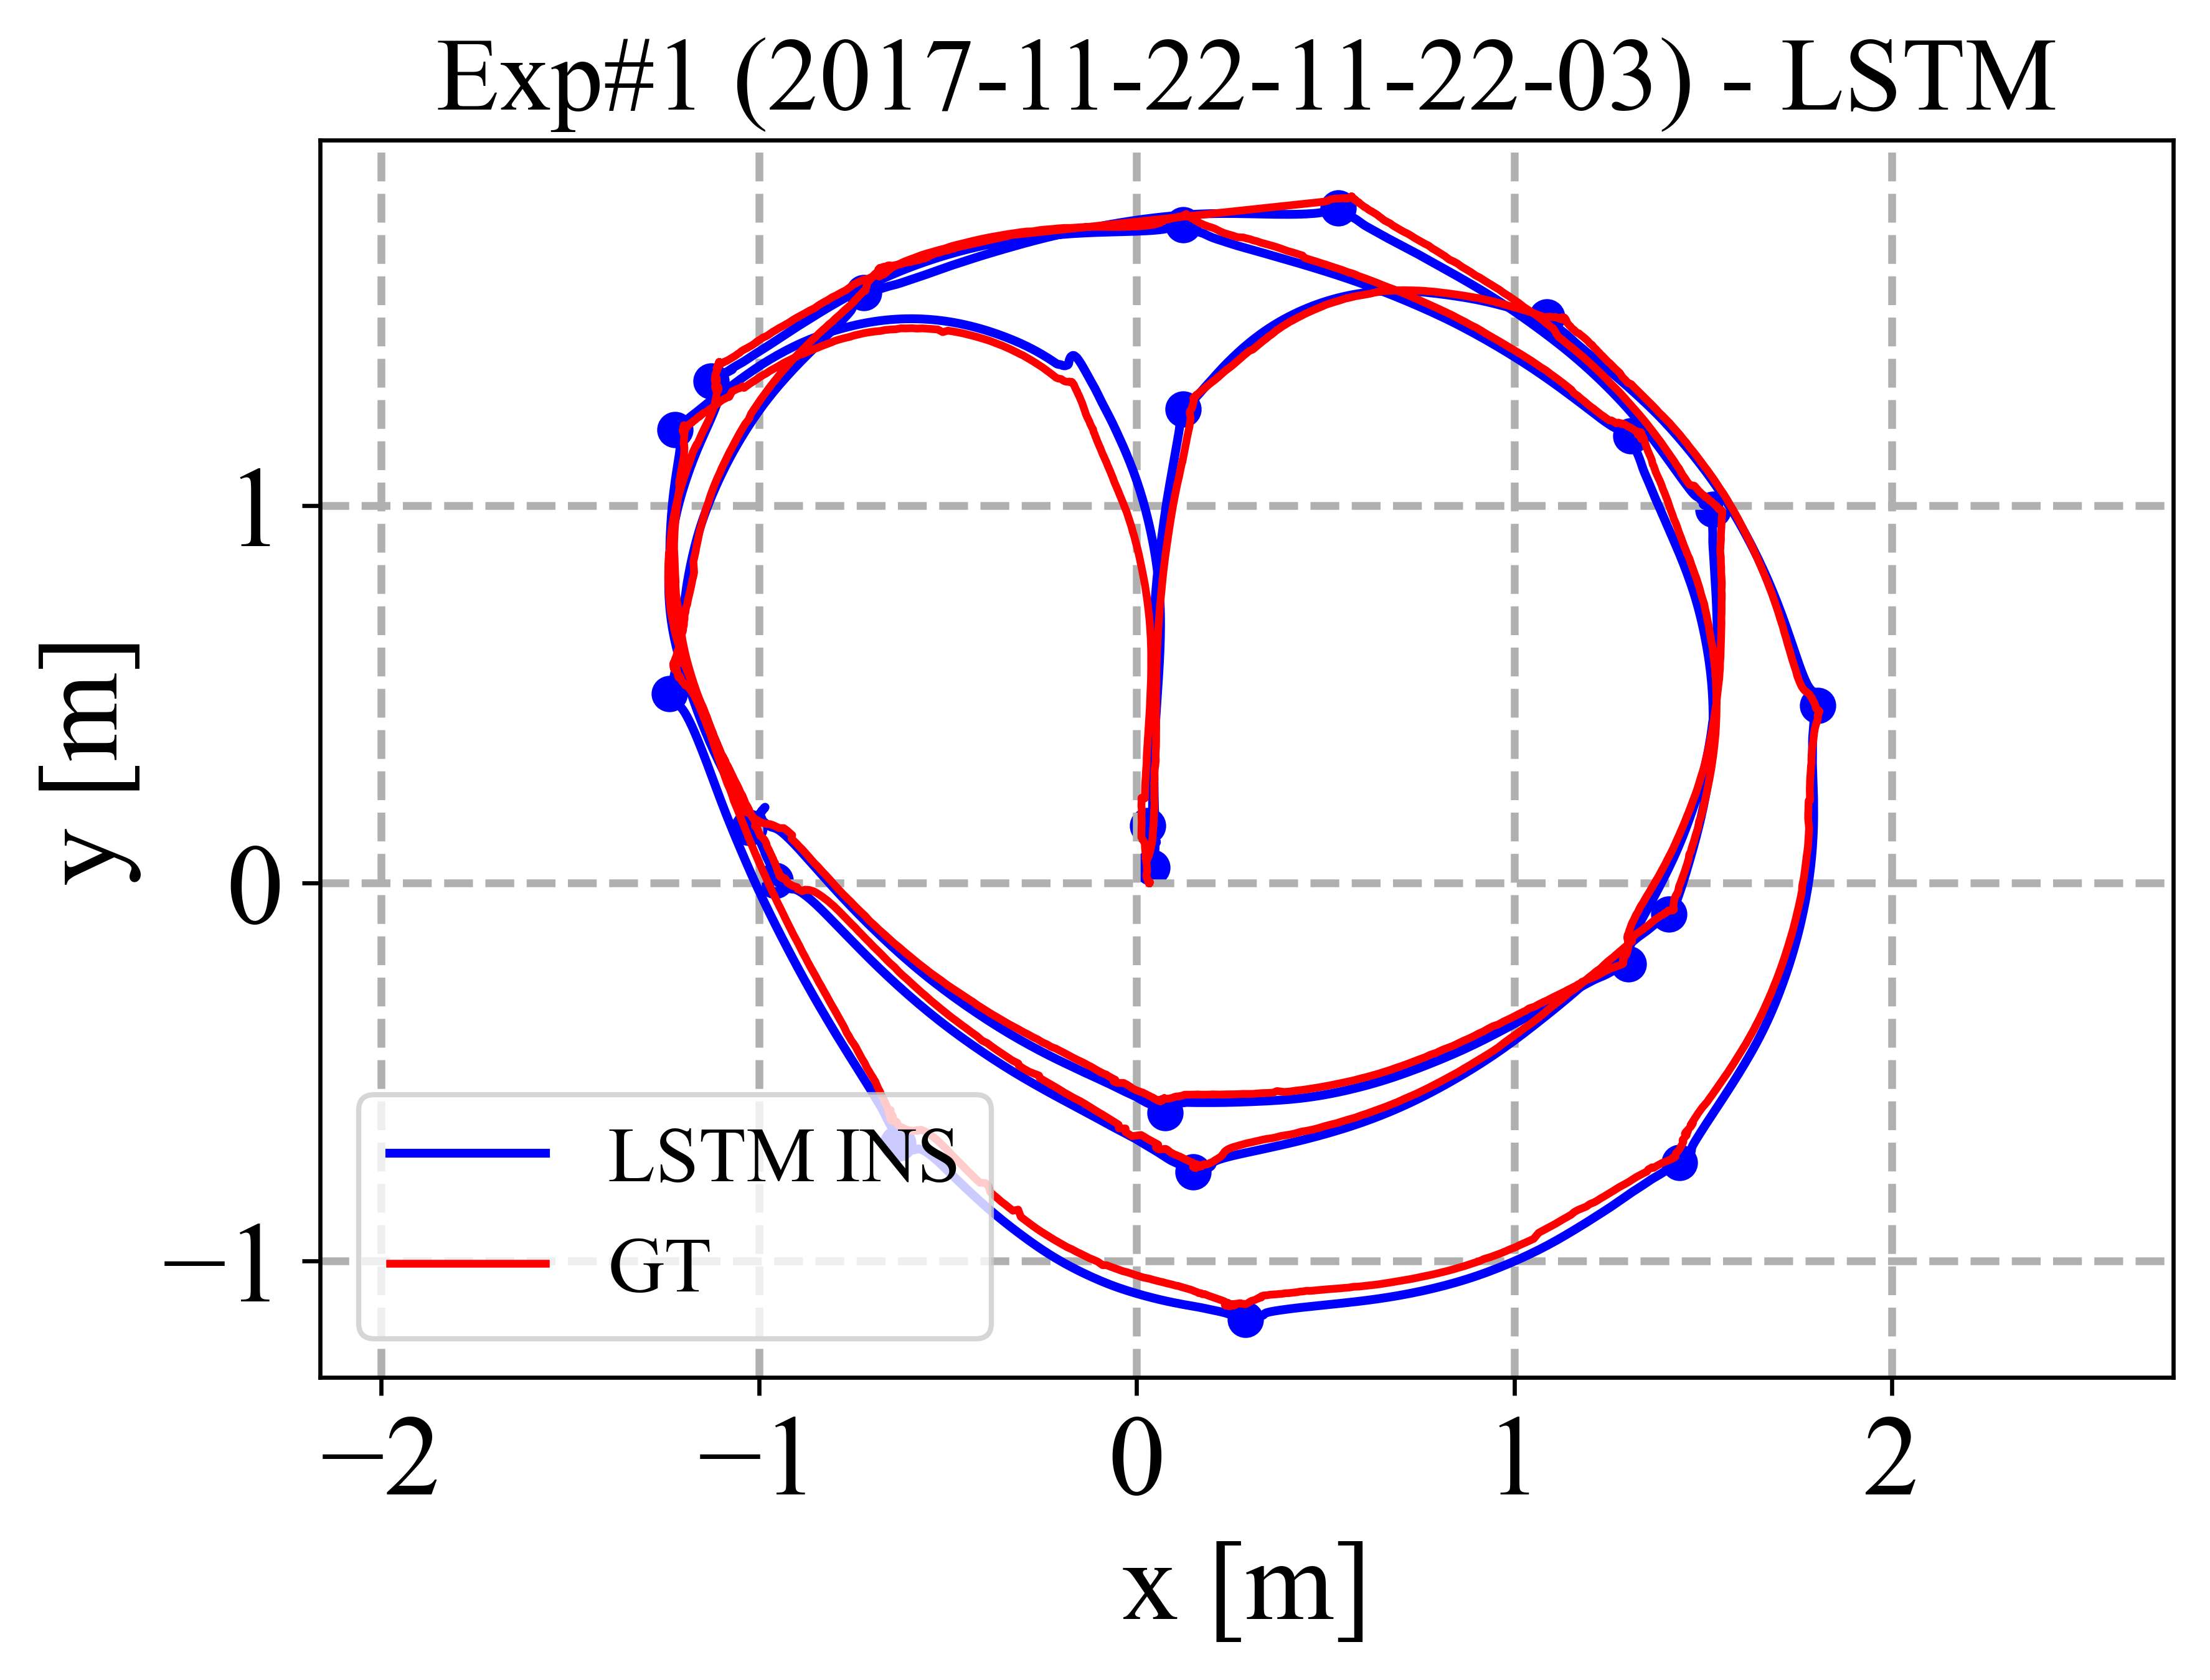 Exp#1 (2017-11-22-11-22-03) - LSTM
y [m]
1
0
−1
LSTM INS
GT
−2 −1 0 1 2
x [m]